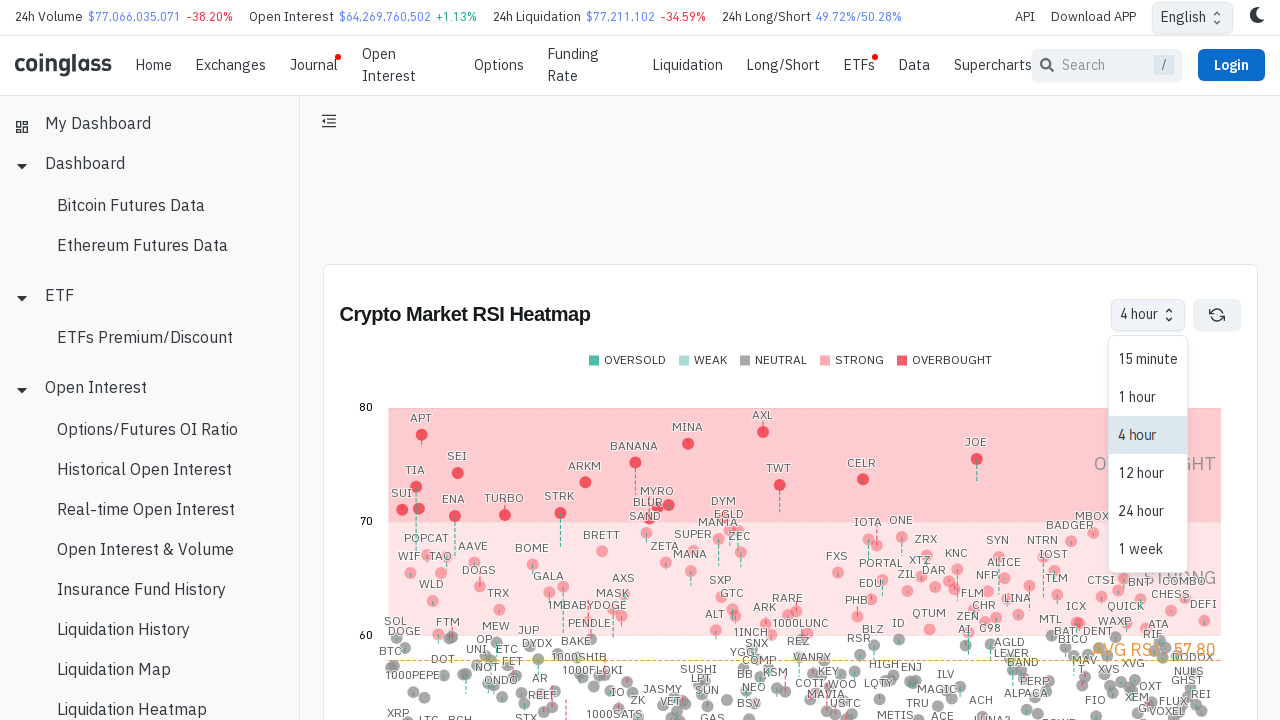 24h Volume $77,066,035,071 -38.20% Open Interest $64,269,760,502 +1.13% 24h Liquidation $77,211,102 -34.59% 24h Long/Short 49.72%/50.28% API Download APP English
coinglass Home Exchanges Journal Open Interest Options Funding Rate Liquidation Long/Short ETFs Data Supercharts Search / Login
My Dashboard
Dashboard
Bitcoin Futures Data
Ethereum Futures Data
ETF
ETFs Premium/Discount
Open Interest
Options/Futures OI Ratio
Historical Open Interest
Real-time Open Interest
Open Interest & Volume
Insurance Fund History
Liquidation History
Liquidation Map
Liquidation Heatmap
Crypto Market RSI Heatmap
4 hour
15 minute
1 hour
4 hour
12 hour
24 hour
1 week
OVERSOLD WEAK NEUTRAL STRONG OVERBOUGHT
80
APT AXL
MINA
BANANA JOE
SEI
TIA ARKM TWT CELR
SUI ENA TURBO STRK MYRO
BLUR DYM
SAND EGLD
70
MANTA IOTA ONE BADGER MBOX
POPCAT BRETT SUPER ZEC ZRX SYN NTRN
WIF TAO AAVE BOME ZETA MANA FXS PORTAL XTZ KNC ALICE IOST
WLD DOGS GALA AXS SXP EDU ZIL DAR NFP TLM CTSI BNT COMBO
TRX 1MBABYDOGE MASK GTC RARE PHB FLM CHR LINA ICX QUICK CHESS DEFI
SOL DOGE FTM PENDLE ALT ARK 1000LUNC QTUM ZEN MTL WAXP ATA
60
MEW JUP 1INCH BLZ ID AI C98 BAT DENT RIF
BTC UNI OP ETC DYDX BAKE SNX REZ RSR AGLD BICO
AVG RSI: 57.80
DOT FET 1000SHIB YGG COMP VANRY HIGH ENJ LEVER BAND XVG DODOX
1000PEPE NOT ONDO AR 1000FLOKI SUSHI BB KSM KEY ILV PERP XVS NULS
REEF IO JASMY SUN NEO COTI WOO LQTY MAGIC ALPACA OXT GHST
XRP STX ZK VET BSV MAVIA USTC TRU ACH FIO XEM FLUX REI
LTC BCH 1000SATS GAS METIS ACE VOXEL
STRONG